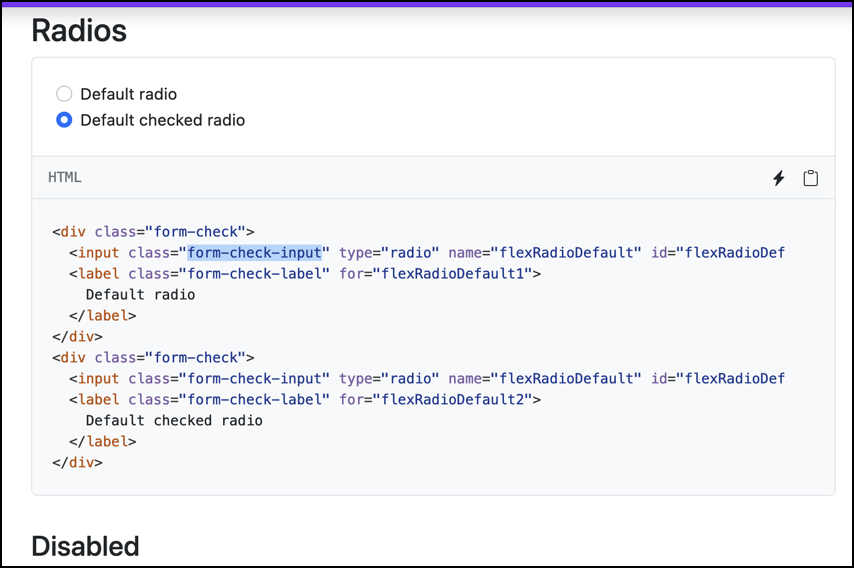 Radios
Default radio
Default checked radio
HTML
<div class="form-check">
  <input class="form-check-input" type="radio" name="flexRadioDefault" id="flexRadioDef
  <label class="form-check-label" for="flexRadioDefault1">
    Default radio
  </label>
</div>
<div class="form-check">
  <input class="form-check-input" type="radio" name="flexRadioDefault" id="flexRadioDef
  <label class="form-check-label" for="flexRadioDefault2">
    Default checked radio
  </label>
</div>
Disabled